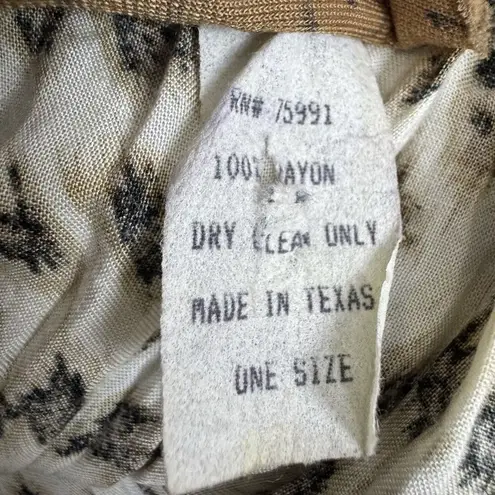 RN# 75991
100% RAYON
DRY CLEAN ONLY
MADE IN TEXAS
ONE SIZE